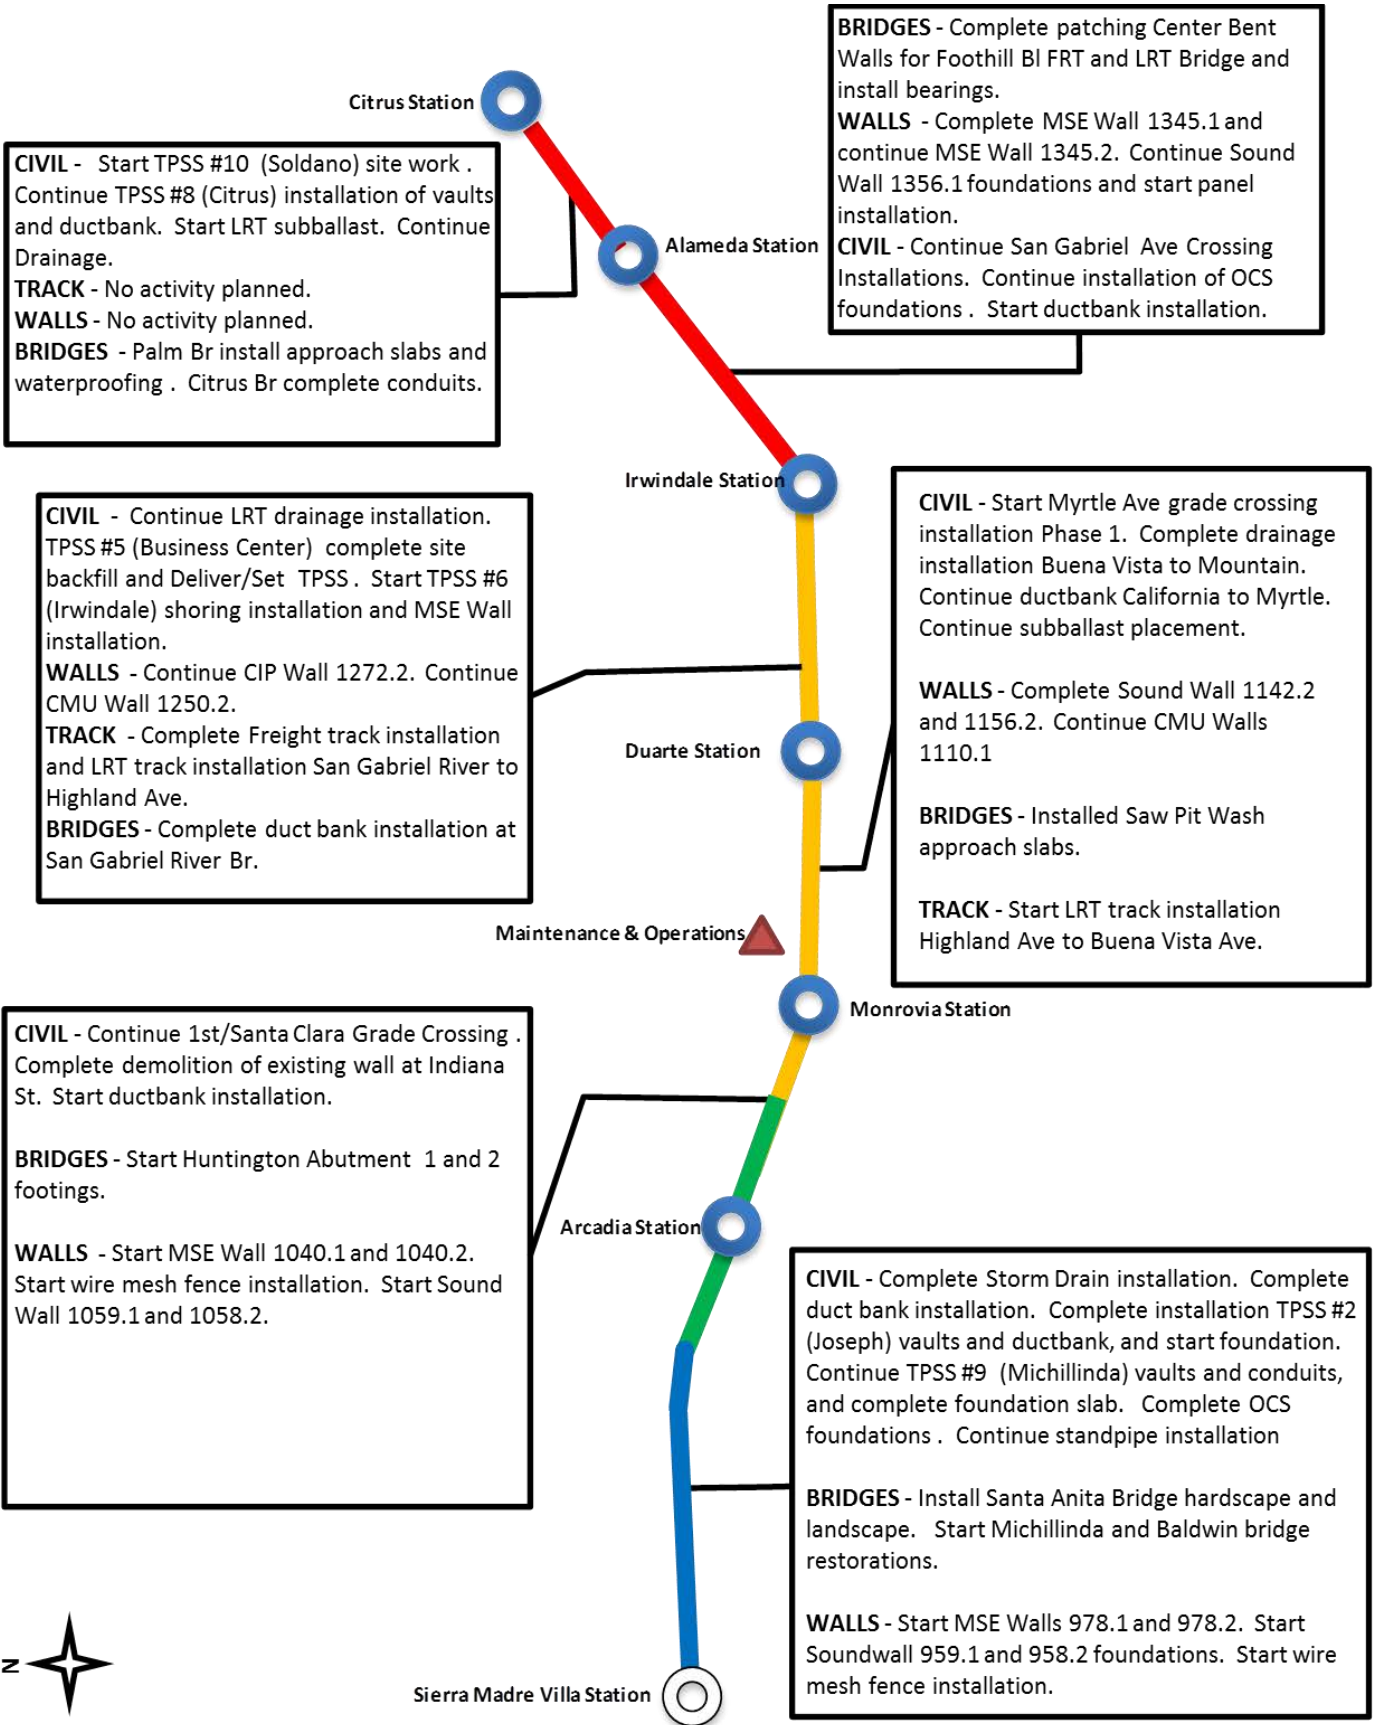 BRIDGES - Complete patching Center Bent
Walls for Foothill Bl FRT and LRT Bridge and
install bearings.
WALLS - Complete MSE Wall 1345.1 and
continue MSE Wall 1345.2. Continue Sound
Wall 1356.1 foundations and start panel
installation.
CIVIL - Continue San Gabriel Ave Crossing
Installations. Continue installation of OCS
foundations . Start ductbank installation.
Citrus Station
CIVIL - Start TPSS #10 (Soldano) site work .
Continue TPSS #8 (Citrus) installation of vaults
and ductbank. Start LRT subballast. Continue
Drainage.
TRACK - No activity planned.
WALLS - No activity planned.
BRIDGES - Palm Br install approach slabs and
waterproofing . Citrus Br complete conduits.
Alameda Station
Irwindale Station
CIVIL - Continue LRT drainage installation.
TPSS #5 (Business Center) complete site
backfill and Deliver/Set TPSS . Start TPSS #6
(Irwindale) shoring installation and MSE Wall
installation.
WALLS - Continue CIP Wall 1272.2. Continue
CMU Wall 1250.2.
TRACK - Complete Freight track installation
and LRT track installation San Gabriel River to
Highland Ave.
BRIDGES - Complete duct bank installation at
San Gabriel River Br.
CIVIL - Start Myrtle Ave grade crossing
installation Phase 1. Complete drainage
installation Buena Vista to Mountain.
Continue ductbank California to Myrtle.
Continue subballast placement.
WALLS - Complete Sound Wall 1142.2
and 1156.2. Continue CMU Walls
1110.1
BRIDGES - Installed Saw Pit Wash
approach slabs.
TRACK - Start LRT track installation
Highland Ave to Buena Vista Ave.
Duarte Station
Maintenance & Operations
Monrovia Station
CIVIL - Continue 1st/Santa Clara Grade Crossing .
Complete demolition of existing wall at Indiana
St. Start ductbank installation.
BRIDGES - Start Huntington Abutment 1 and 2
footings.
WALLS - Start MSE Wall 1040.1 and 1040.2.
Start wire mesh fence installation. Start Sound
Wall 1059.1 and 1058.2.
Arcadia Station
CIVIL - Complete Storm Drain installation. Complete
duct bank installation. Complete installation TPSS #2
(Joseph) vaults and ductbank, and start foundation.
Continue TPSS #9 (Michillinda) vaults and conduits,
and complete foundation slab. Complete OCS
foundations . Continue standpipe installation
BRIDGES - Install Santa Anita Bridge hardscape and
landscape. Start Michillinda and Baldwin bridge
restorations.
WALLS - Start MSE Walls 978.1 and 978.2. Start
Soundwall 959.1 and 958.2 foundations. Start wire
mesh fence installation.
N
Sierra Madre Villa Station